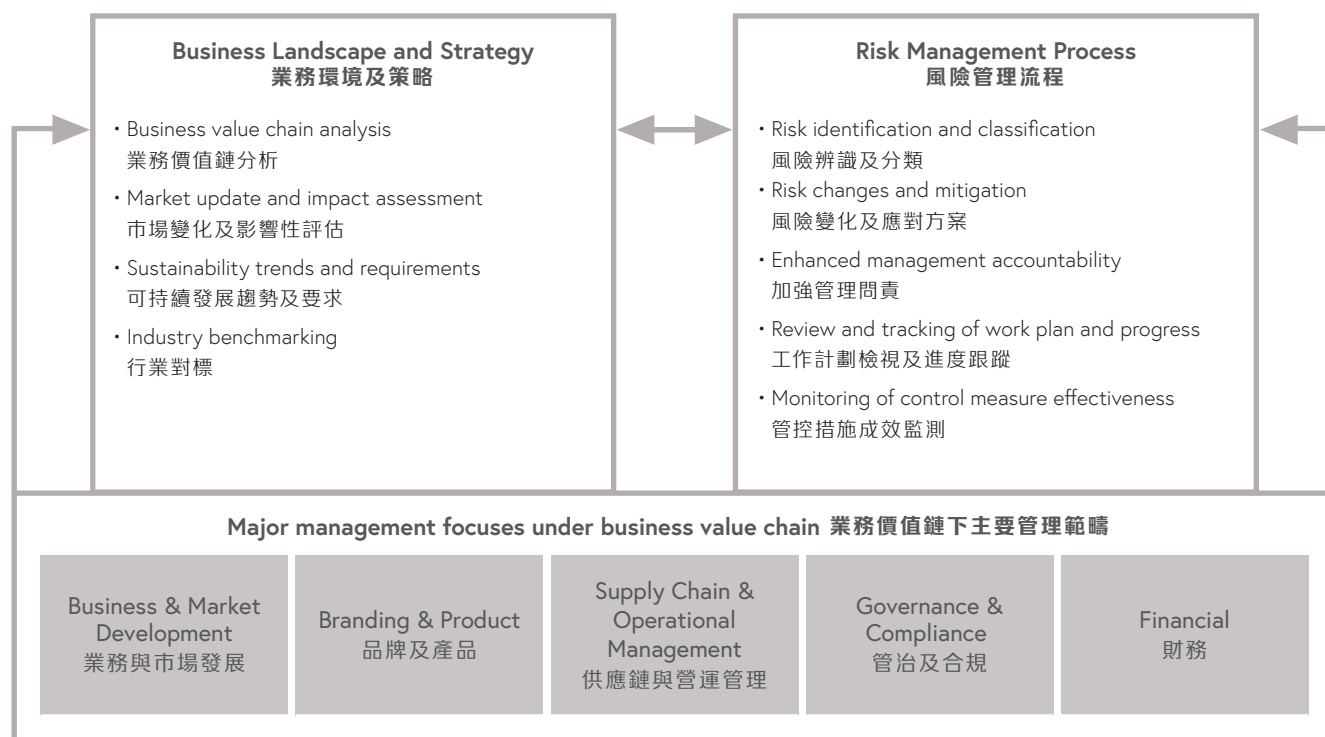 Business Landscape and Strategy
業務環境及策略
• Business value chain analysis
業務價值鏈分析
• Market update and impact assessment
市場變化及影響性評估
• Sustainability trends and requirements
可持續發展趨勢及要求
• Industry benchmarking
行業對標
Risk Management Process
風險管理流程
• Risk identification and classification
風險辨識及分類
• Risk changes and mitigation
風險變化及應對方案
• Enhanced management accountability
加強管理問責
• Review and tracking of work plan and progress
工作計劃檢視及進度跟蹤
• Monitoring of control measure effectiveness
管控措施成效監測
Major management focuses under business value chain 業務價值鏈下主要管理範疇
Business & Market
Development
業務與市場發展
Branding & Product
品牌及產品
Supply Chain &
Operational
Management
供應鏈與營運管理
Governance &
Compliance
管治及合規
Financial
財務